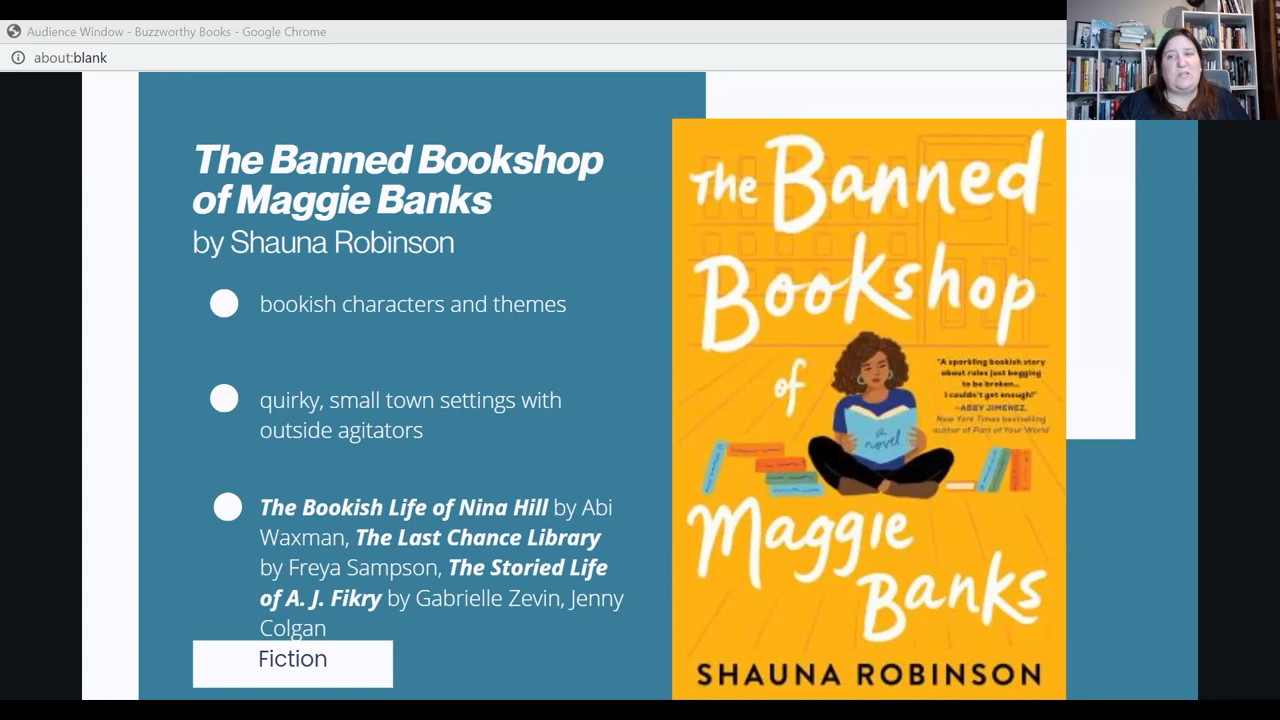 Audience Window - Buzzworthy Books - Google Chrome
about:blank
The Banned Bookshop
of Maggie Banks
by Shauna Robinson
bookish characters and themes
quirky, small town settings with
outside agitators
The Bookish Life of Nina Hill by Abi
Waxman, The Last Chance Library
by Freya Sampson, The Storied Life
of A. J. Fikry by Gabrielle Zevin, Jenny
Colgan
Fiction
The Banned
Bookshop
of
"A sparkling bookish story
about rules just begging
to be broken...
I couldn't get enough!"
—ABBY JIMENEZ,
New York Times bestselling
author of Part of Your World
a
novel
Maggie
Banks
SHAUNA ROBINSON